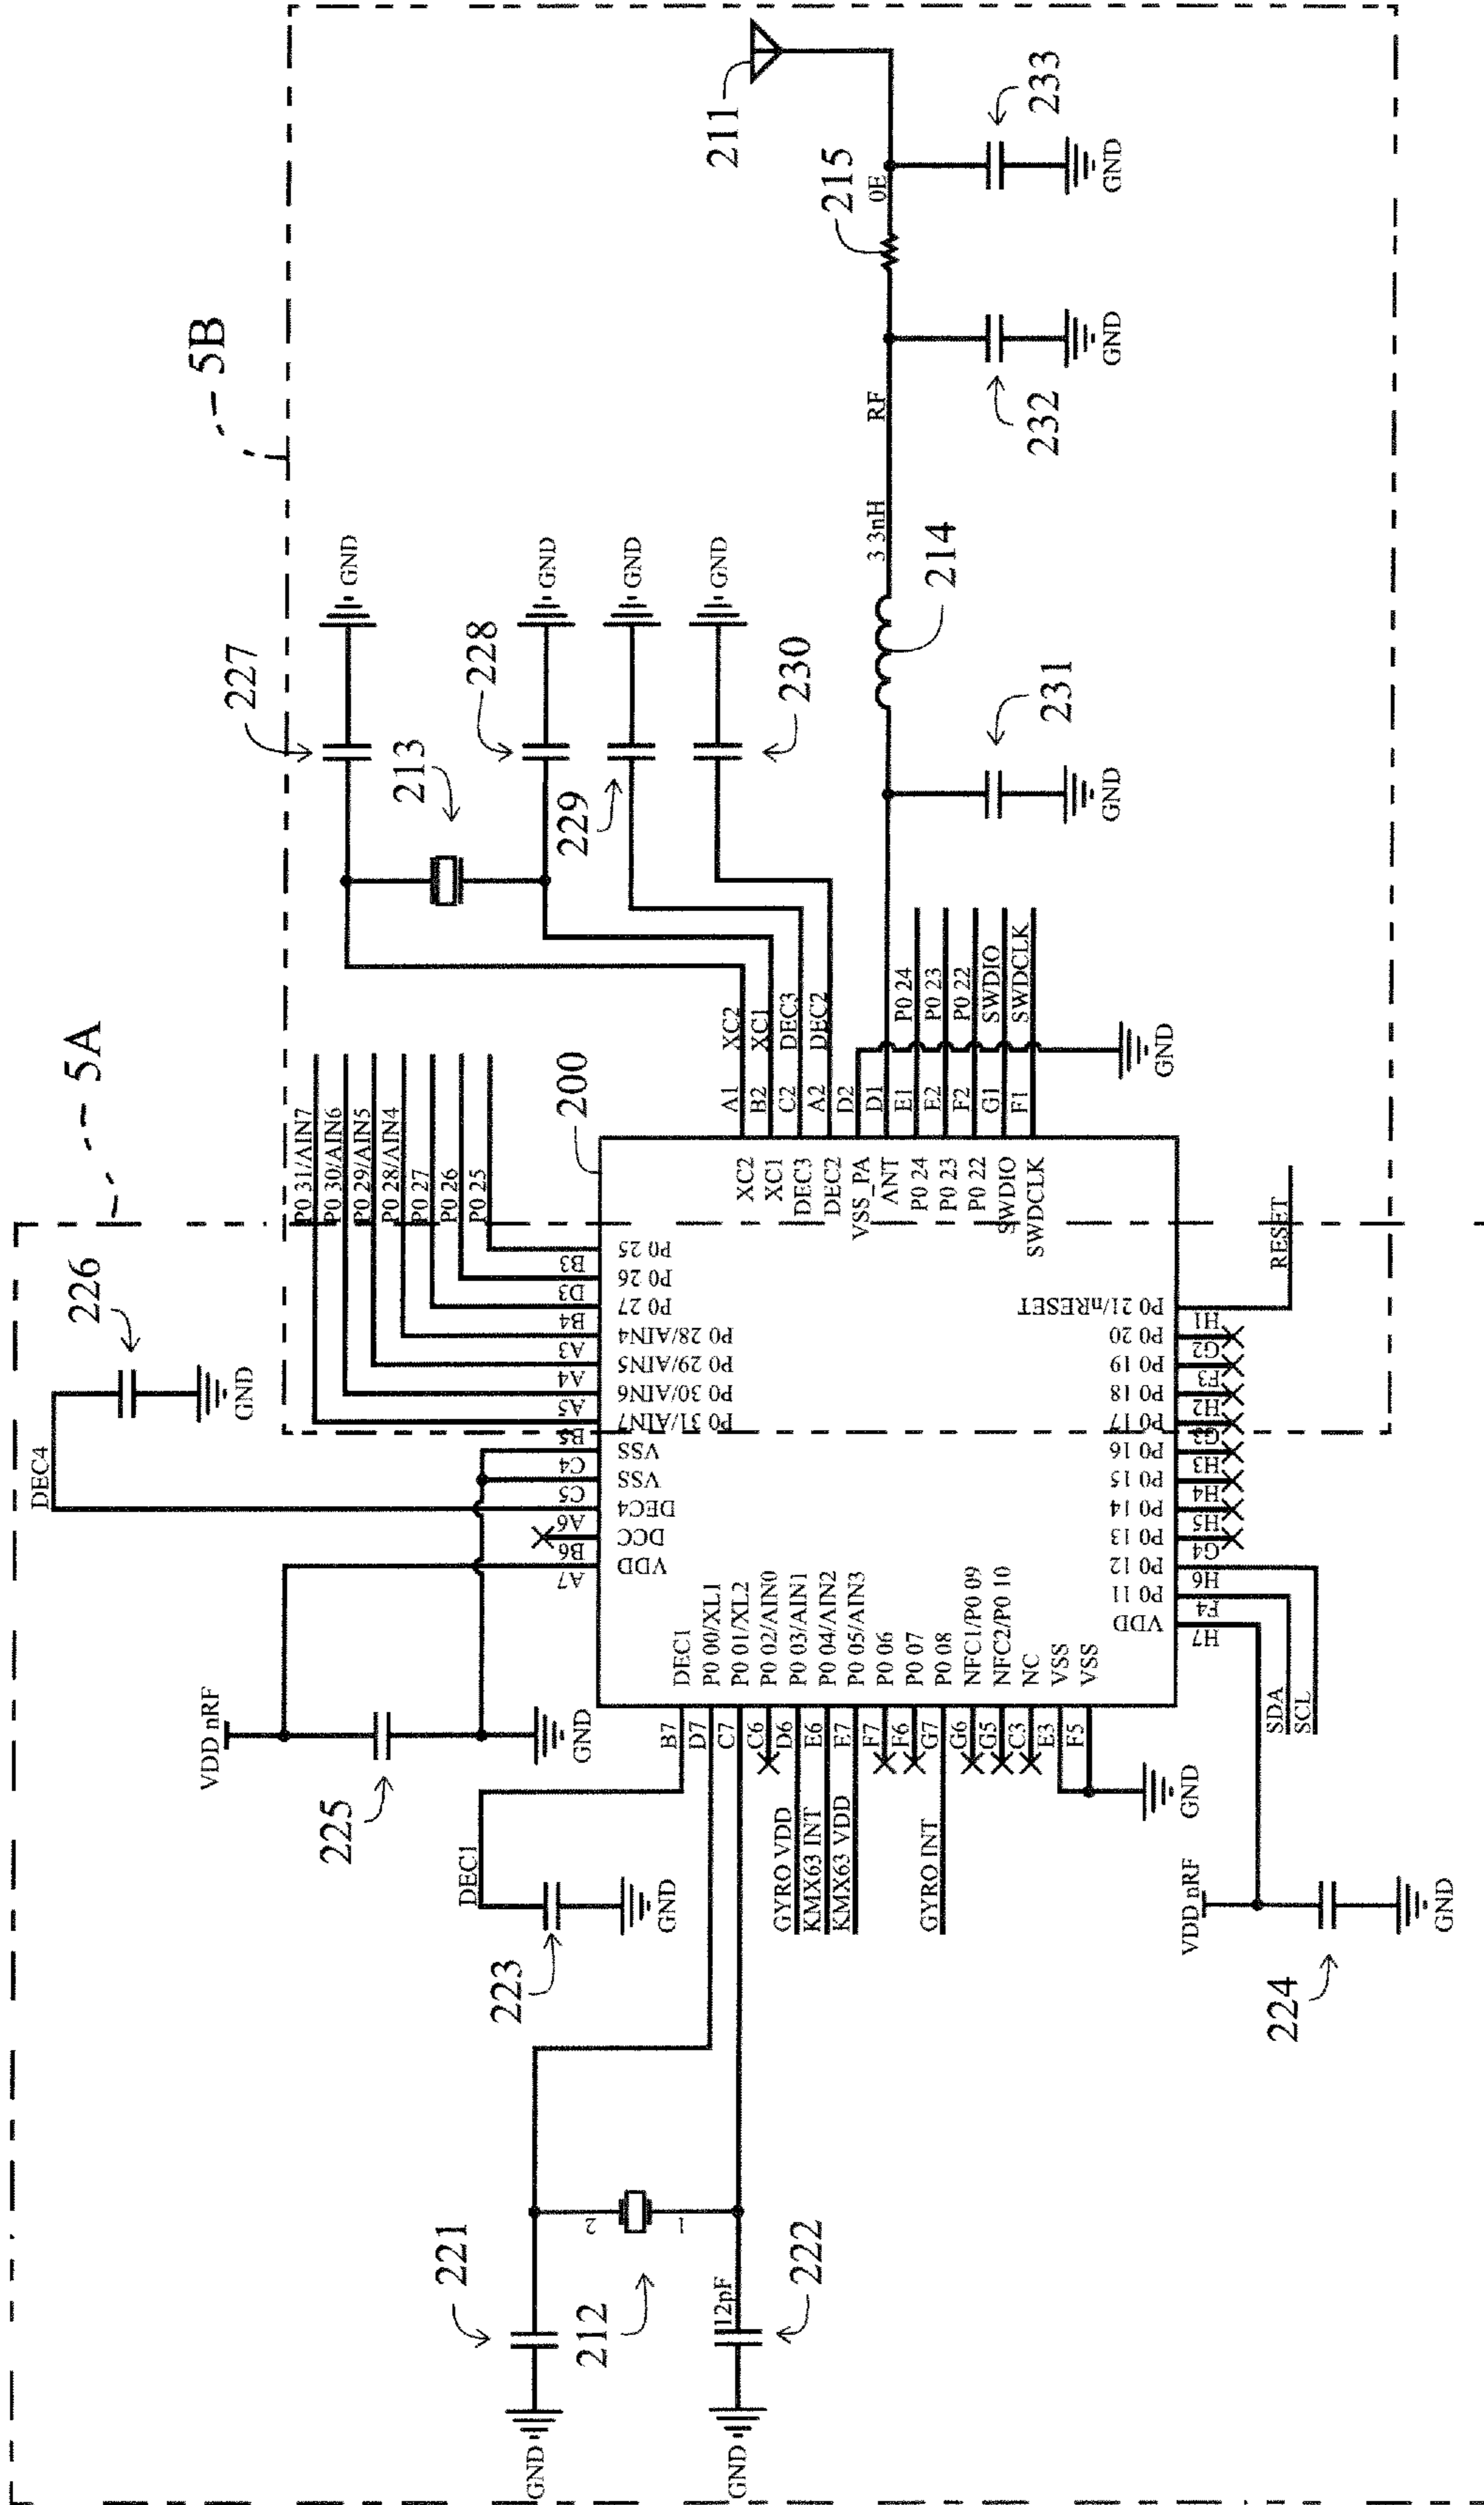 5A
5B
DEC4
226
GND
VDD nRF
225
GND
DEC1
223
GND
221
GND
2
212
1
12pF
222
GND
P0 31/AIN7
P0 30/AIN6
P0 29/AIN5
P0 28/AIN4
P0 27
P0 26
P0 25
A7
B6
A6
C5
C4
B5
A5
A4
A3
B4
D3
B3
VDD
DCC
DEC4
VSS
VSS
P0 31/AIN7
P0 30/AIN6
P0 29/AIN5
P0 28/AIN4
P0 27
P0 26
P0 25
200
B7 DEC1
D7 P0 00/XL1
C7 P0 01/XL2
C6 P0 02/AIN0
GYRO VDD D6 P0 03/AIN1
KMX63 INT E6 P0 04/AIN2
KMX63 VDD E7 P0 05/AIN3
F7 P0 06
F6 P0 07
GYRO INT G7 P0 08
G6 NFC1/P0 09
G5 NFC2/P0 10
C3 NC
E3 VSS
F5 VSS
GND
XC2 A1 XC2
XC1 B2 XC1
DEC3 C2 DEC3
DEC2 A2 DEC2
VSS_PA D2
ANT D1
P0 24 E1 P0 24
P0 23 E2 P0 23
P0 22 F2 P0 22
SWDIO G1 SWDIO
SWDCLK F1 SWDCLK
GND
VDD
P0 11
P0 12
P0 13
P0 14
P0 15
P0 16
P0 17
P0 18
P0 19
P0 20
P0 21/nRESET
H7
F4
H6
G4
H5
H4
H3
G3
H2
F3
G2
H1
RESET
SDA
SCL
VDD nRF
224
GND
227
GND
213
228
GND
229
GND
230
GND
231
GND
214
3 3nH
RF
232
GND
215
0E
233
GND
211